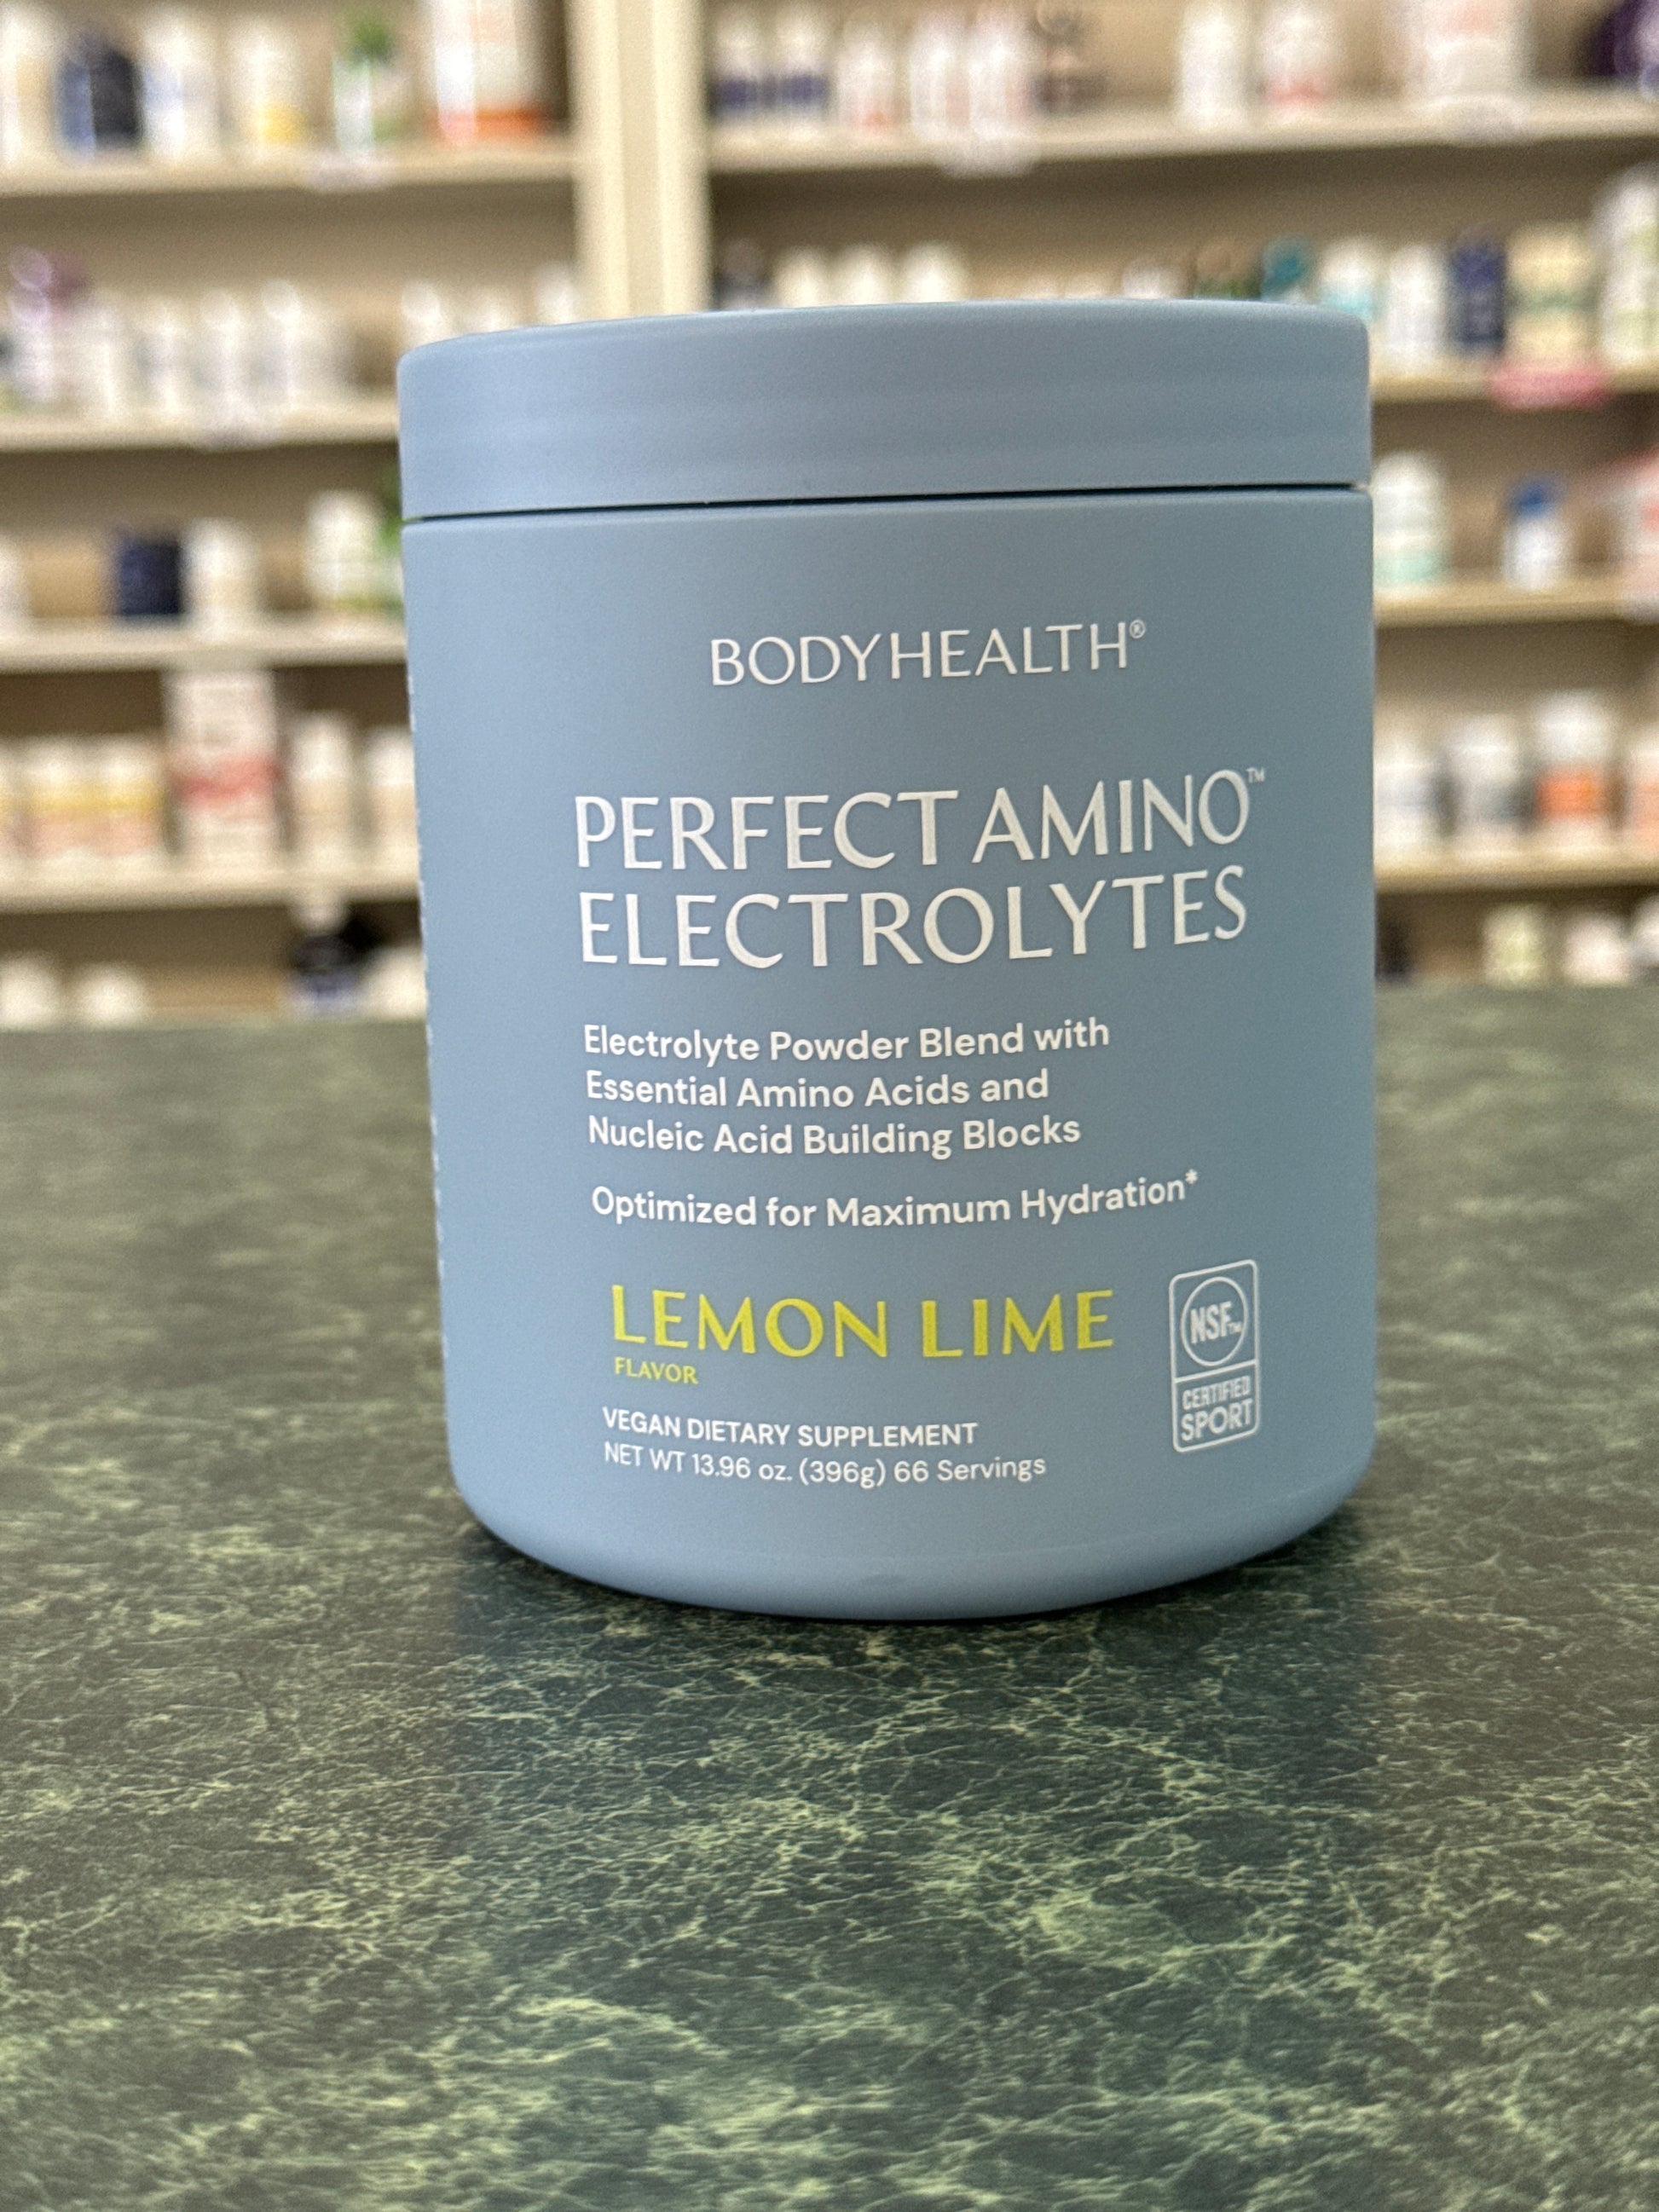 BODYHEALTH®
PERFECT AMINO™
ELECTROLYTES
Electrolyte Powder Blend with
Essential Amino Acids and
Nucleic Acid Building Blocks
Optimized for Maximum Hydration*
LEMON LIME
FLAVOR
NSF™
CERTIFIED
SPORT
VEGAN DIETARY SUPPLEMENT
NET WT 13.96 oz. (396g) 66 Servings